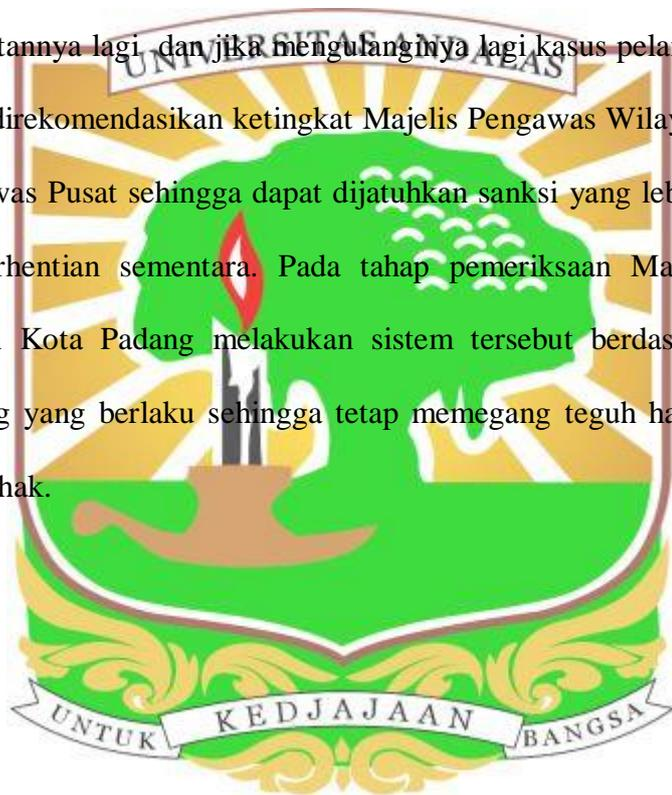 tannya lagi dan jika mengulanginya lagi kasus pela
UNIVERSITAS ANDALAS
direkomendasikan ketingkat Majelis Pengawas Wila
was Pusat sehingga dapat dijatuhkan sanksi yang le
rhentian sementara. Pada tahap pemeriksaan Ma
Kota Padang melakukan sistem tersebut berdas
g yang berlaku sehingga tetap memegang teguh ha
hak.
UNTUK KEDJAJAAN BANGSA